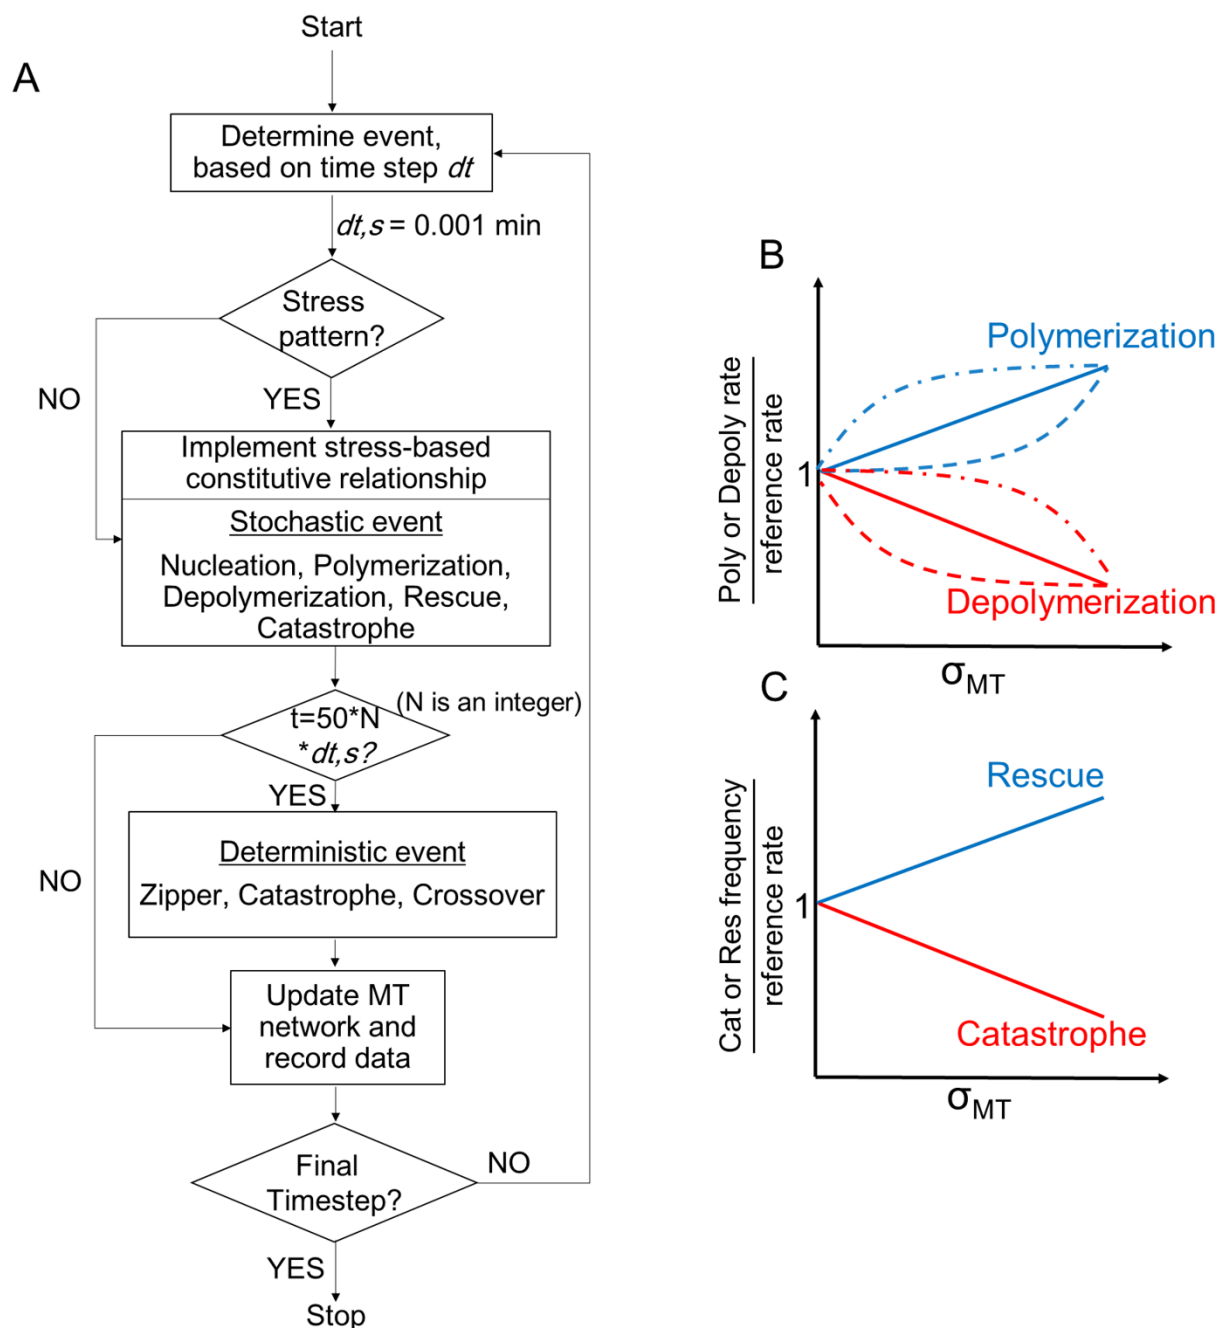 A
Start
Determine event,
based on time step dt
dt,s = 0.001 min
Stress
pattern?
NO
YES
Implement stress-based
constitutive relationship
Stochastic event
Nucleation, Polymerization,
Depolymerization, Rescue,
Catastrophe
(N is an integer)
t=50*N
*dt,s?
YES
NO
Deterministic event
Zipper, Catastrophe, Crossover
Update MT
network and
record data
Final
Timestep?
NO
YES
Stop
B
Poly or Depoly rate
reference rate
1
Polymerization
Depolymerization
σMT
C
Cat or Res frequency
reference rate
1
Rescue
Catastrophe
σMT